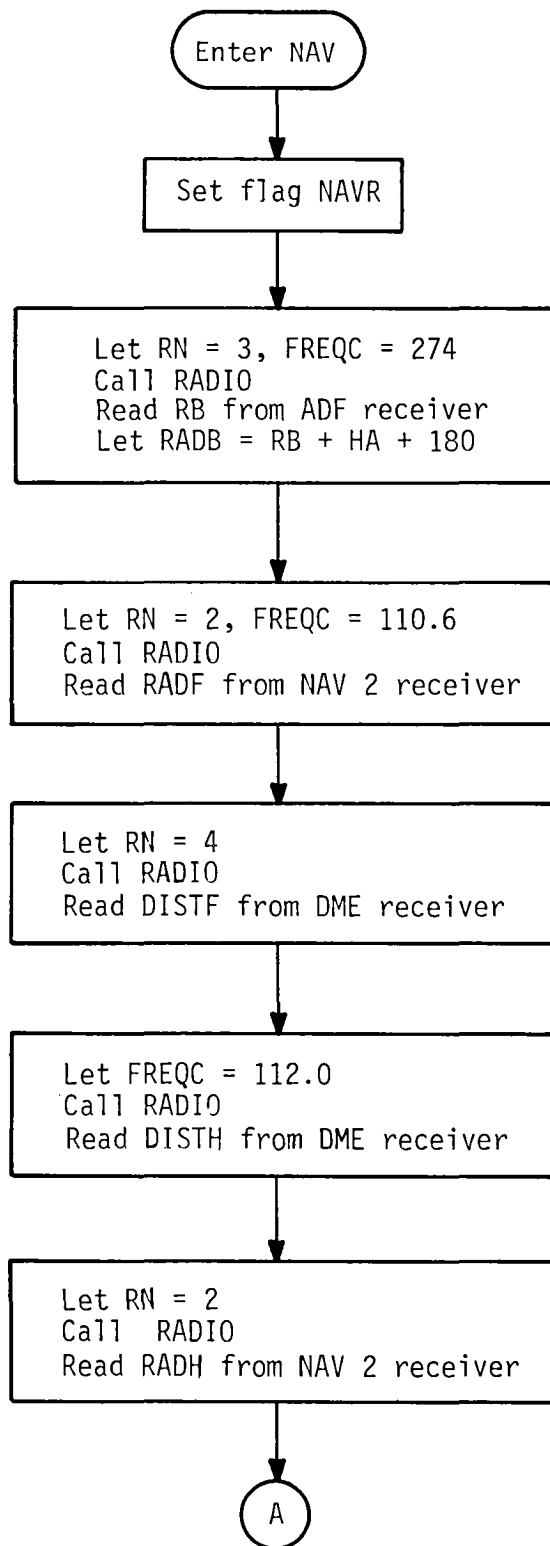 Enter NAV
Set flag NAVR
Let RN = 3, FREQC = 274
Call RADIO
Read RB from ADF receiver
Let RADB = RB + HA + 180
Let RN = 2, FREQC = 110.6
Call RADIO
Read RADF from NAV 2 receiver
Let RN = 4
Call RADIO
Read DISTF from DME receiver
Let FREQC = 112.0
Call RADIO
Read DISTH from DME receiver
Let RN = 2
Call RADIO
Read RADH from NAV 2 receiver
A